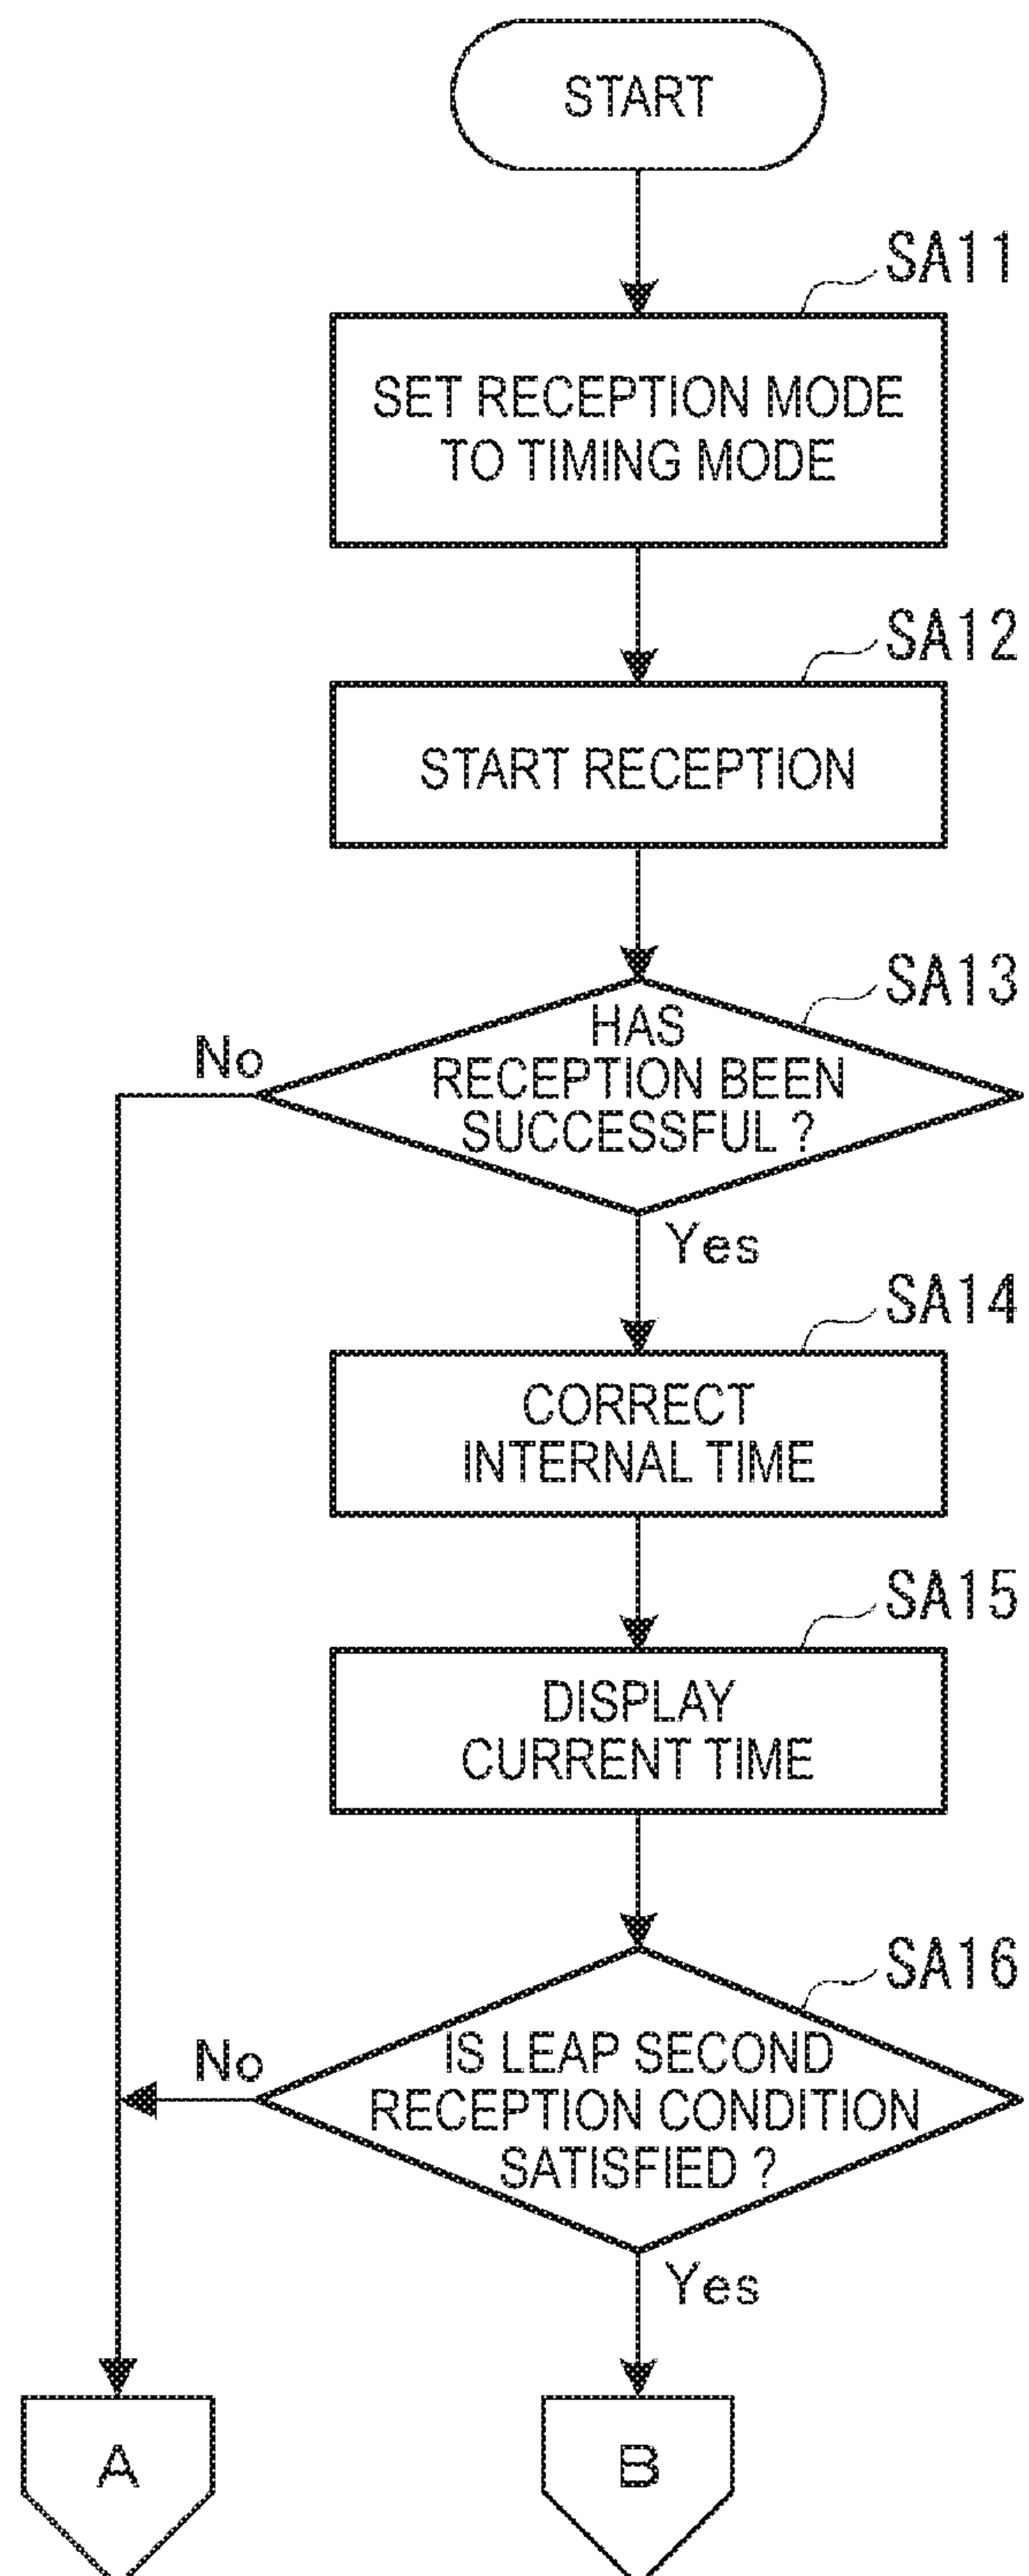 START
SA11
SET RECEPTION MODE
TO TIMING MODE
SA12
START RECEPTION
SA13
HAS
RECEPTION BEEN
SUCCESSFUL ?
No
Yes
SA14
CORRECT
INTERNAL TIME
SA15
DISPLAY
CURRENT TIME
SA16
IS LEAP SECOND
RECEPTION CONDITION
SATISFIED ?
No
Yes
A
B